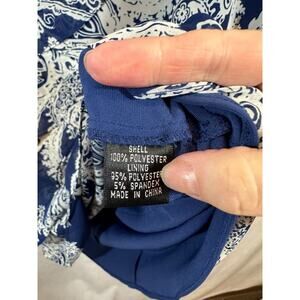 SHELL
100% POLYESTER
LINING
95% POLYESTER
5% SPANDEX
MADE IN CHINA